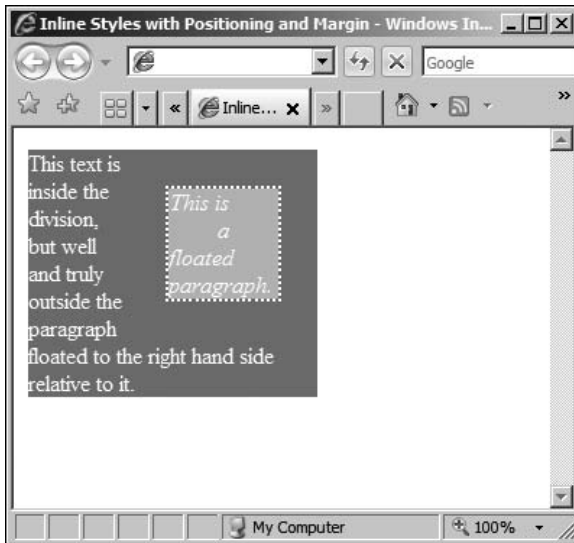 Inline Styles with Positioning and Margin - Windows In...
Google
Inline...
This text is
inside the
division,
but well
and truly
outside the
paragraph
floated to the right hand side
relative to it.
This is
a
floated
paragraph.
My Computer
100%